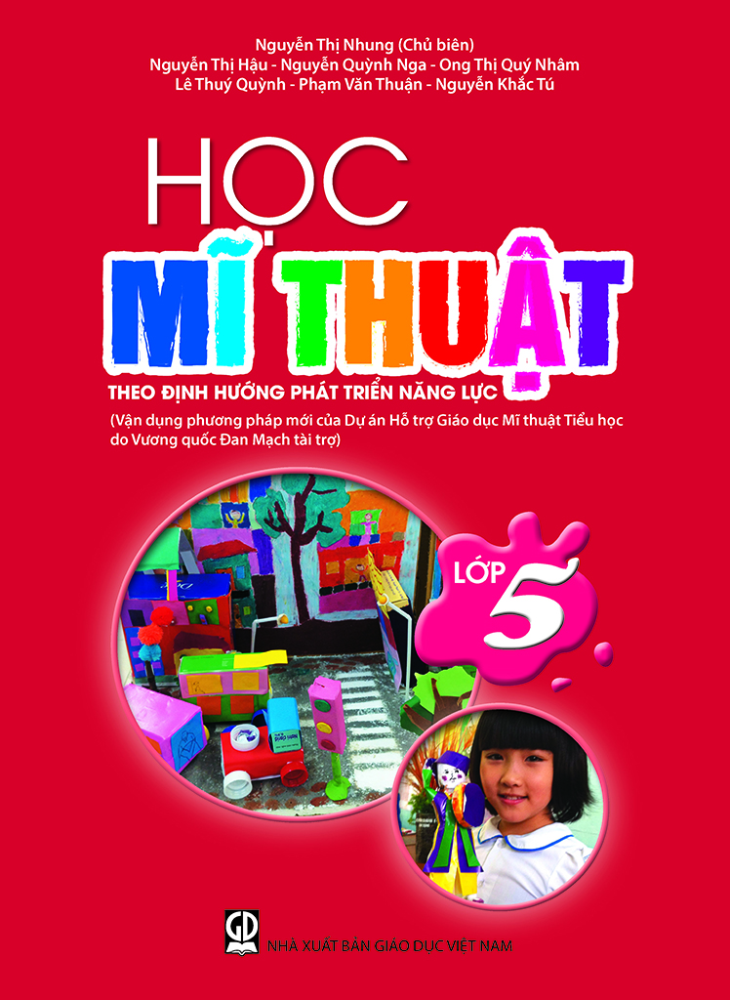 Nguyễn Thị Nhung (Chủ biên)
Nguyễn Thị Hậu - Nguyễn Quỳnh Nga - Ong Thị Quý Nhâm
Lê Thuý Quỳnh - Phạm Văn Thuận - Nguyễn Khắc Tú
HỌC
MĨ THUẬT
THEO ĐỊNH HƯỚNG PHÁT TRIỂN NĂNG LỰC
(Vận dụng phương pháp mới của Dự án Hỗ trợ Giáo dục Mĩ thuật Tiểu học
do Vương quốc Đan Mạch tài trợ)
LỚP 5
GD
NHÀ XUẤT BẢN GIÁO DỤC VIỆT NAM